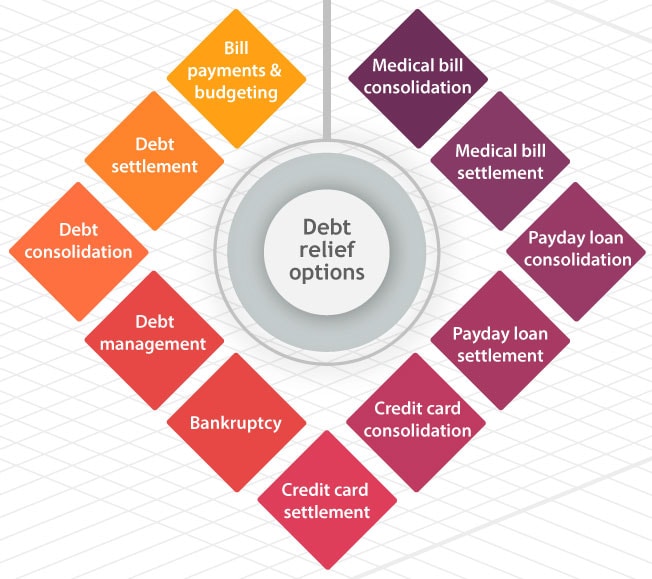 Bill
payments &
budgeting
Medical bill
consolidation
Debt
settlement
Medical bill
settlement
Debt
consolidation
Debt
relief
options
Payday loan
consolidation
Debt
management
Payday loan
settlement
Bankruptcy
Credit card
consolidation
Credit card
settlement